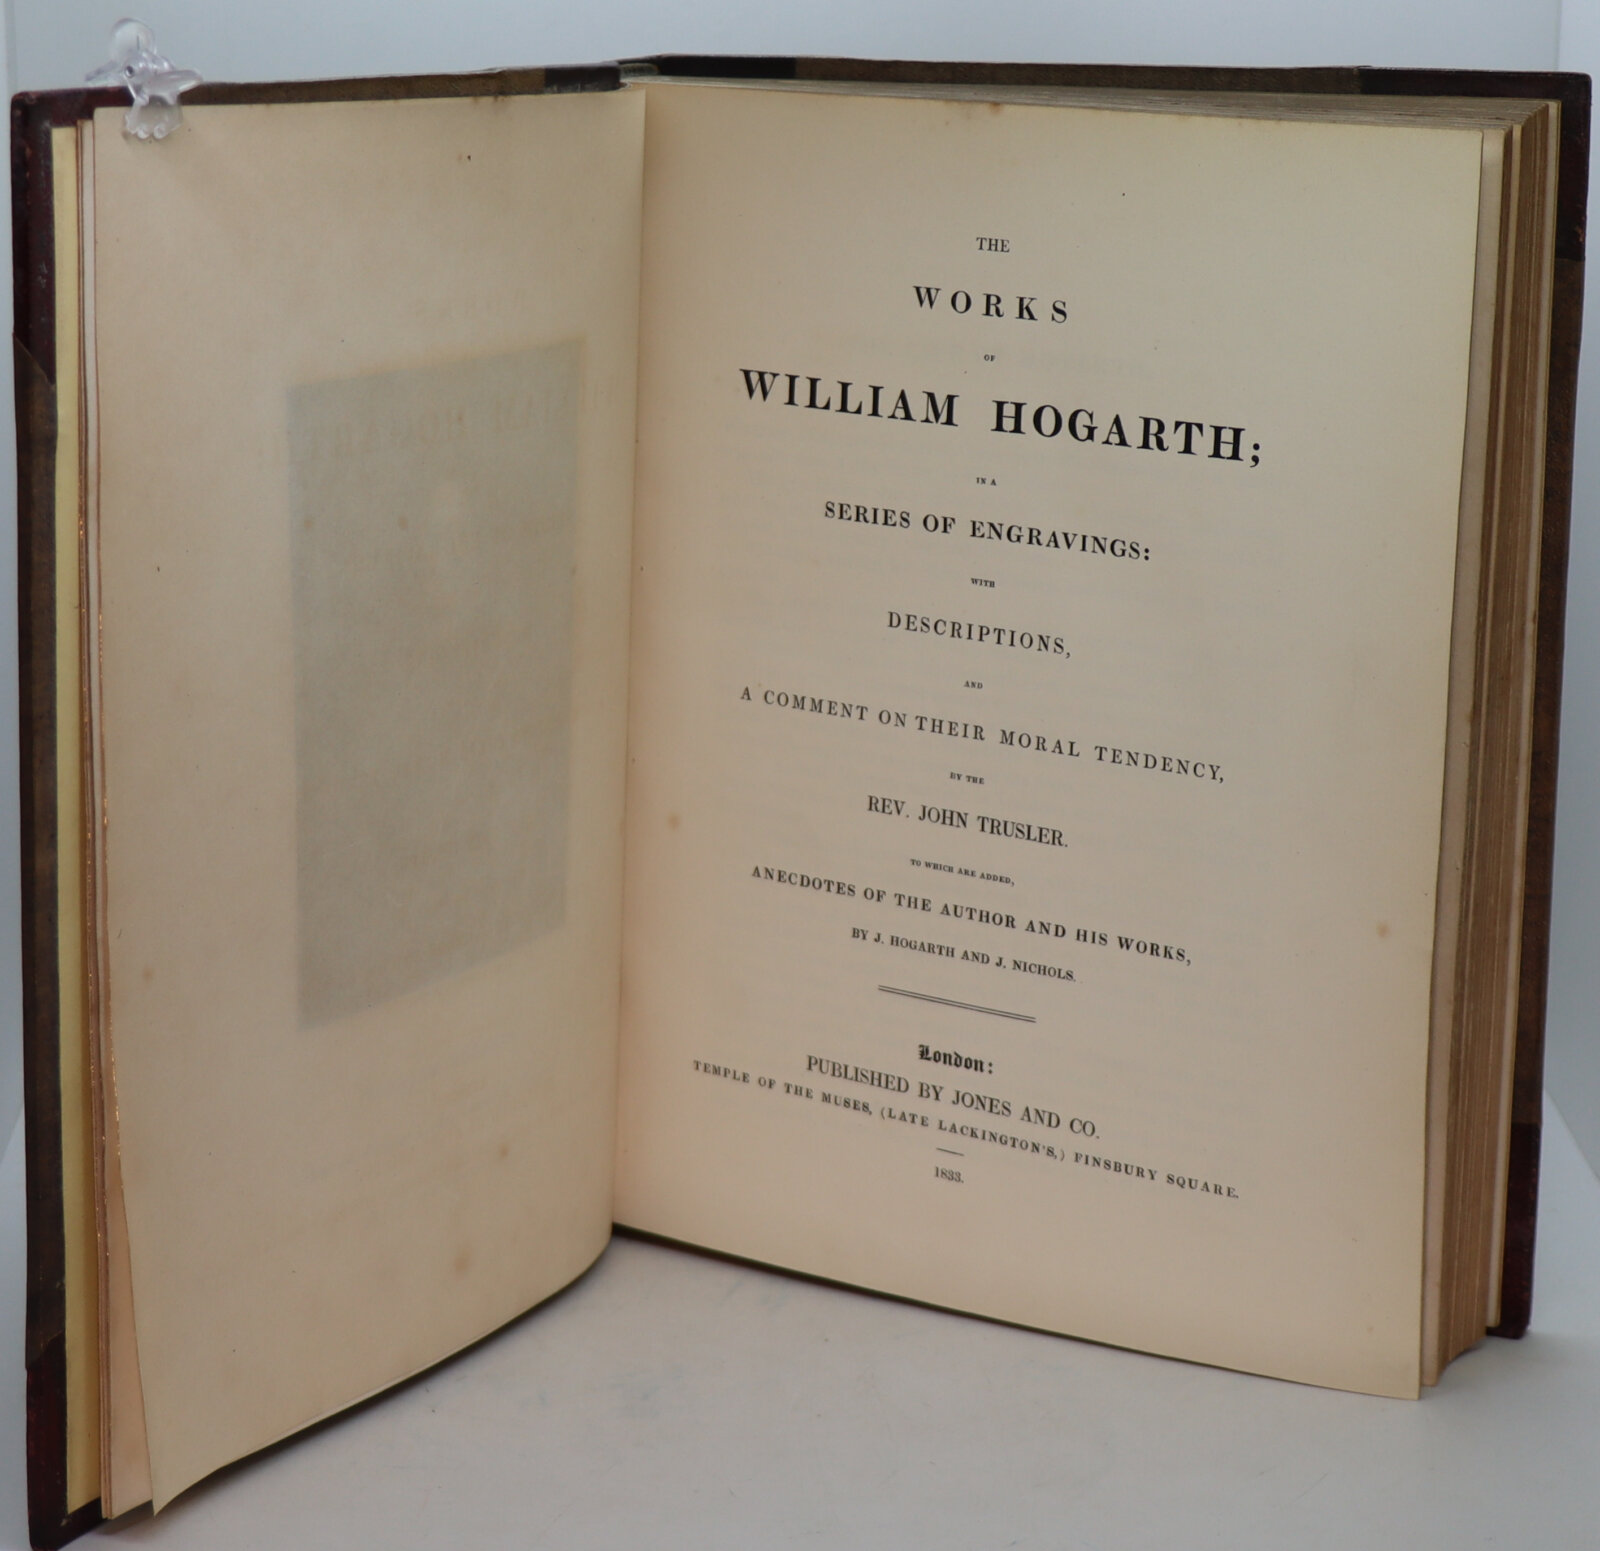 THE
WORKS
OF
WILLIAM HOGARTH;
IN A
SERIES OF ENGRAVINGS:
WITH
DESCRIPTIONS,
AND
A COMMENT ON THEIR MORAL TENDENCY,
BY THE
REV. JOHN TRUSLER.
TO WHICH ARE ADDED,
ANECDOTES OF THE AUTHOR AND HIS WORKS,
BY J. HOGARTH AND J. NICHOLS.
London:
PUBLISHED BY JONES AND CO.
TEMPLE OF THE MUSES, (LATE LACKINGTON'S,) FINSBURY SQUARE.
1833.